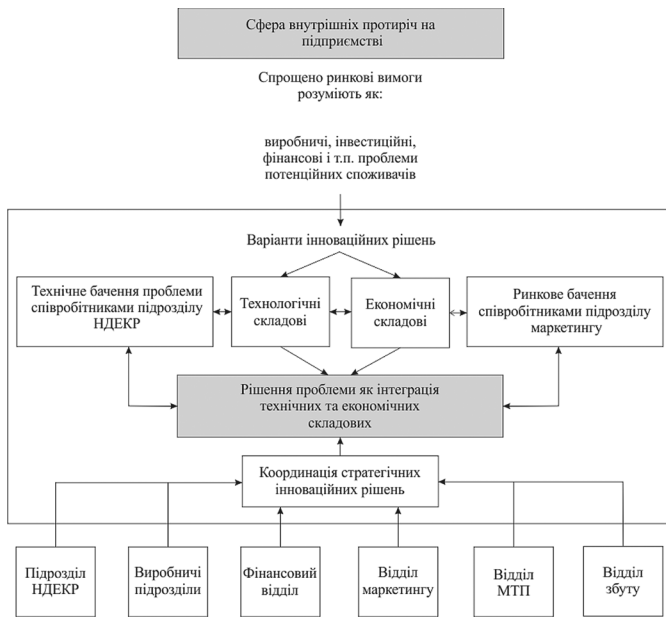 Сфера внутрішніх протиріч на
підприємстві
Спрощено ринкові вимоги
розуміють як:
виробничі, інвестиційні,
фінансові і т.п. проблеми
потенційних споживачів
Варіанти інноваційних рішень
Технічне бачення проблеми
співробітниками підрозділу
НДЕКР
Технологічні
складові
Економічні
складові
Ринкове бачення
співробітниками підрозділу
маркетингу
Рішення проблеми як інтеграція
технічних та економічних
складових
Координація стратегічних
інноваційних рішень
Підрозділ
НДЕКР
Виробничі
підрозділи
Фінансовий
відділ
Відділ
маркетингу
Відділ
МТП
Відділ
збуту